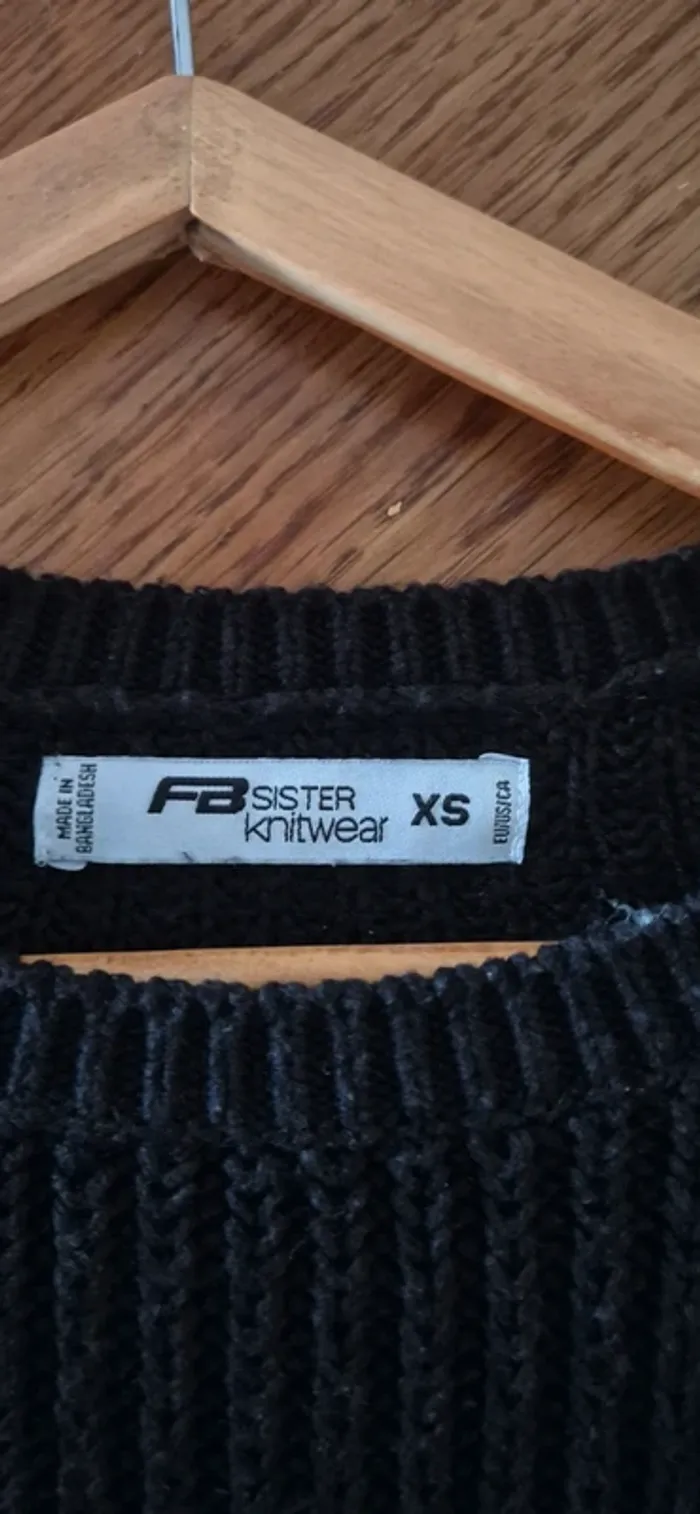 MADE IN
BANGLADESH
FB SISTER
knitwear
XS
EU/US/CA